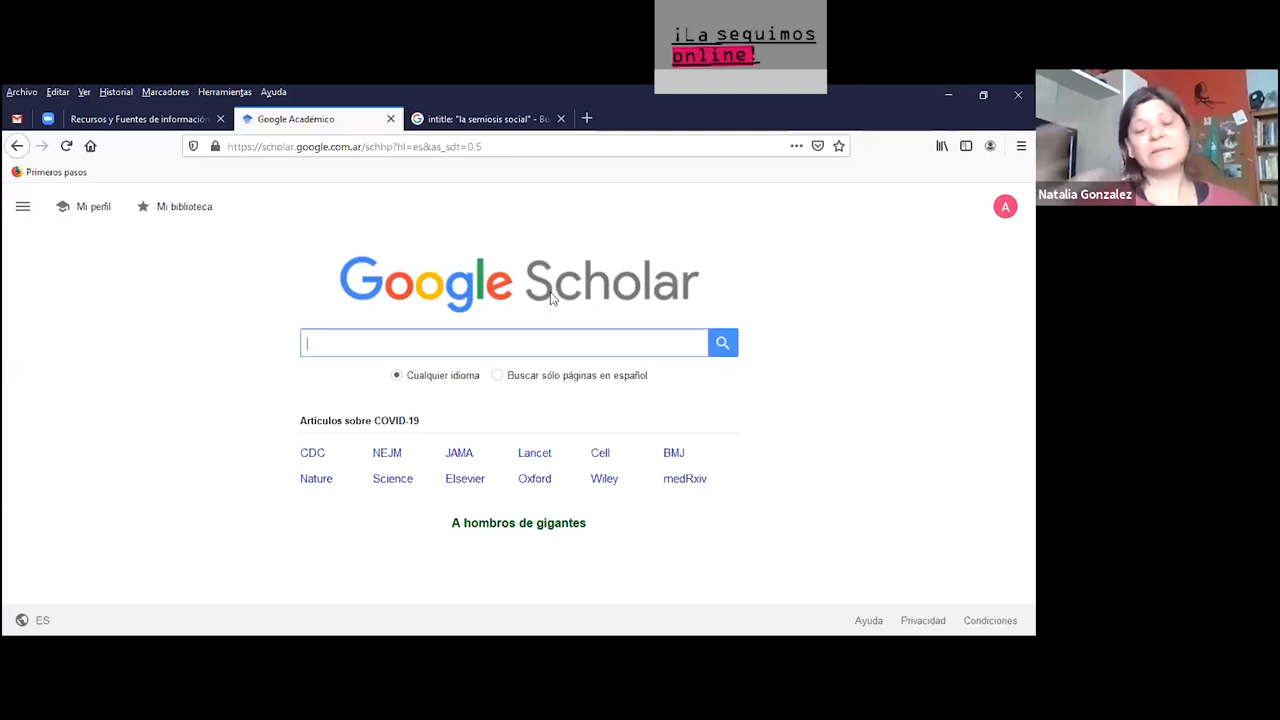 ¡La seguimos
online!
Archivo Editar Ver Historial Marcadores Herramientas Ayuda
Recursos y Fuentes de información
Google Académico
intitle: "la semiosis social" - Bu
https://scholar.google.com.ar/schhp?hl=es&as_sdt=0.5
Primeros pasos
Mi perfil Mi biblioteca
A
Natalia Gonzalez
Google Scholar
Cualquier idioma Buscar sólo páginas en español
Artículos sobre COVID-19
CDC NEJM JAMA Lancet Cell BMJ
Nature Science Elsevier Oxford Wiley medRxiv
A hombros de gigantes
ES Ayuda Privacidad Condiciones